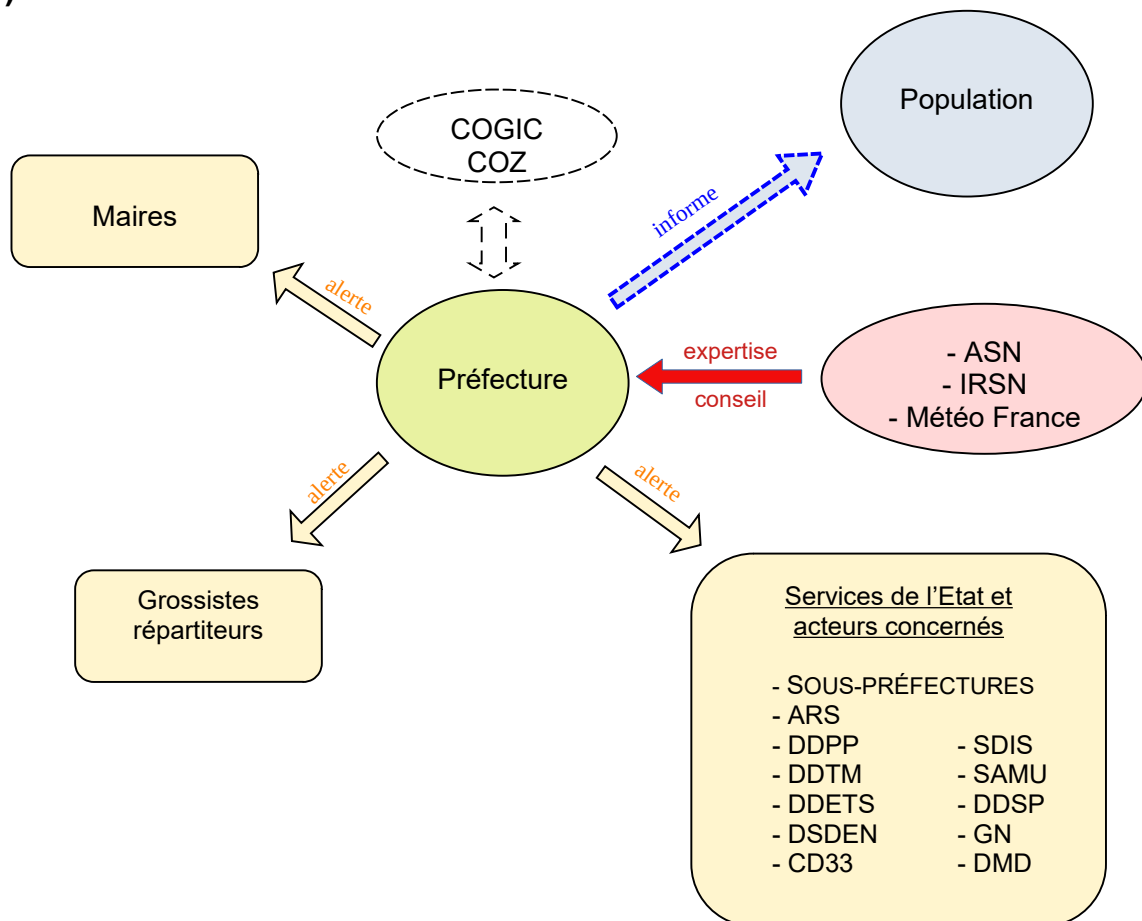 )
Population
COGIC
COZ
Maires
informe
alerte
Préfecture
expertise
conseil
- ASN
- IRSN
- Météo France
alerte
alerte
Grossistes
répartiteurs
Services de l'Etat et
acteurs concernés
- SOUS-PRÉFECTURES
- ARS
- DDPP - SDIS
- DDTM - SAMU
- DDETS - DDSP
- DSDEN - GN
- CD33 - DMD